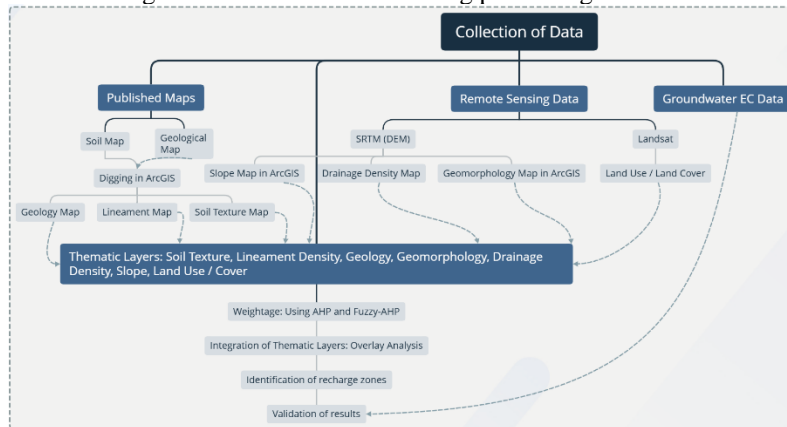 Collection of Data
Published Maps
Remote Sensing Data
Groundwater EC Data
Soil Map
Geological
Map
SRTM (DEM)
Landsat
Digging in ArcGIS
Slope Map in ArcGIS
Drainage Density Map
Geomorphology Map in ArcGIS
Land Use / Land Cover
Geology Map
Lineament Map
Soil Texture Map
Thematic Layers: Soil Texture, Lineament Density, Geology, Geomorphology, Drainage
Density, Slope, Land Use / Cover
Weightage: Using AHP and Fuzzy-AHP
Integration of Thematic Layers: Overlay Analysis
Identification of recharge zones
Validation of results